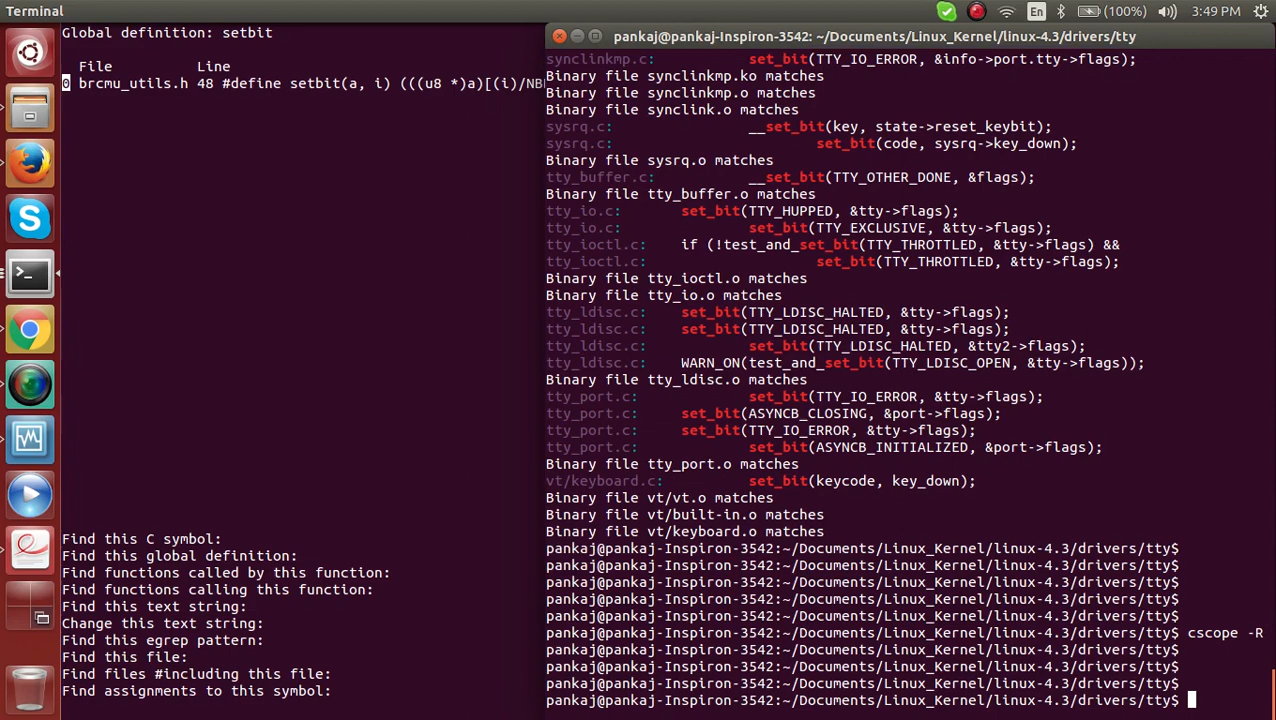 Terminal
En
(100%)
3:49 PM
Global definition: setbit
File Line
0 brcmu_utils.h 48 #define setbit(a, i) (((u8 *)a)[(i)/NB
Find this C symbol:
Find this global definition:
Find functions called by this function:
Find functions calling this function:
Find this text string:
Change this text string:
Find this egrep pattern:
Find this file:
Find files #including this file:
Find assignments to this symbol:
pankaj@pankaj-Inspiron-3542: ~/Documents/Linux_Kernel/linux-4.3/drivers/tty
synclinkmp.c: set_bit(TTY_IO_ERROR, &info->port.tty->flags);
Binary file synclinkmp.ko matches
Binary file synclinkmp.o matches
Binary file synclink.o matches
sysrq.c: __set_bit(key, state->reset_keybit);
sysrq.c: set_bit(code, sysrq->key_down);
Binary file sysrq.o matches
tty_buffer.c: __set_bit(TTY_OTHER_DONE, &flags);
Binary file tty_buffer.o matches
tty_io.c: set_bit(TTY_HUPPED, &tty->flags);
tty_io.c: set_bit(TTY_EXCLUSIVE, &tty->flags);
tty_ioctl.c: if (!test_and_set_bit(TTY_THROTTLED, &tty->flags) &&
tty_ioctl.c: set_bit(TTY_THROTTLED, &tty->flags);
Binary file tty_ioctl.o matches
Binary file tty_io.o matches
tty_ldisc.c: set_bit(TTY_LDISC_HALTED, &tty->flags);
tty_ldisc.c: set_bit(TTY_LDISC_HALTED, &tty->flags);
tty_ldisc.c: set_bit(TTY_LDISC_HALTED, &tty2->flags);
tty_ldisc.c: WARN_ON(test_and_set_bit(TTY_LDISC_OPEN, &tty->flags));
Binary file tty_ldisc.o matches
tty_port.c: set_bit(TTY_IO_ERROR, &tty->flags);
tty_port.c: set_bit(ASYNCB_CLOSING, &port->flags);
tty_port.c: set_bit(TTY_IO_ERROR, &tty->flags);
tty_port.c: set_bit(ASYNCB_INITIALIZED, &port->flags);
Binary file tty_port.o matches
vt/keyboard.c: set_bit(keycode, key_down);
Binary file vt/vt.o matches
Binary file vt/built-in.o matches
Binary file vt/keyboard.o matches
pankaj@pankaj-Inspiron-3542:~/Documents/Linux_Kernel/linux-4.3/drivers/tty$
pankaj@pankaj-Inspiron-3542:~/Documents/Linux_Kernel/linux-4.3/drivers/tty$
pankaj@pankaj-Inspiron-3542:~/Documents/Linux_Kernel/linux-4.3/drivers/tty$
pankaj@pankaj-Inspiron-3542:~/Documents/Linux_Kernel/linux-4.3/drivers/tty$
pankaj@pankaj-Inspiron-3542:~/Documents/Linux_Kernel/linux-4.3/drivers/tty$
pankaj@pankaj-Inspiron-3542:~/Documents/Linux_Kernel/linux-4.3/drivers/tty$ cscope -R
pankaj@pankaj-Inspiron-3542:~/Documents/Linux_Kernel/linux-4.3/drivers/tty$
pankaj@pankaj-Inspiron-3542:~/Documents/Linux_Kernel/linux-4.3/drivers/tty$
pankaj@pankaj-Inspiron-3542:~/Documents/Linux_Kernel/linux-4.3/drivers/tty$
pankaj@pankaj-Inspiron-3542:~/Documents/Linux_Kernel/linux-4.3/drivers/tty$